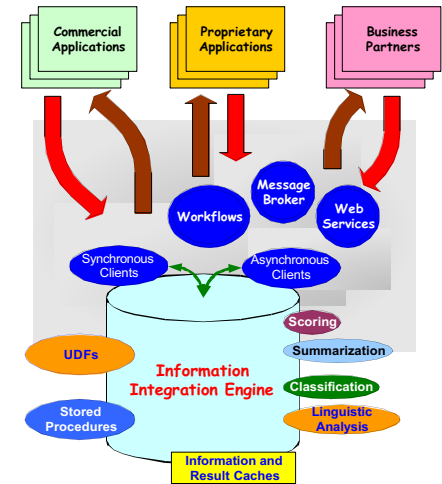 Commercial
Applications
Proprietary
Applications
Business
Partners
Message
Broker
Workflows
Web
Services
Synchronous
Clients
Asynchronous
Clients
Scoring
UDFs
Summarization
Information
Integration Engine
Classification
Stored
Procedures
Linguistic
Analysis
Information and
Result Caches